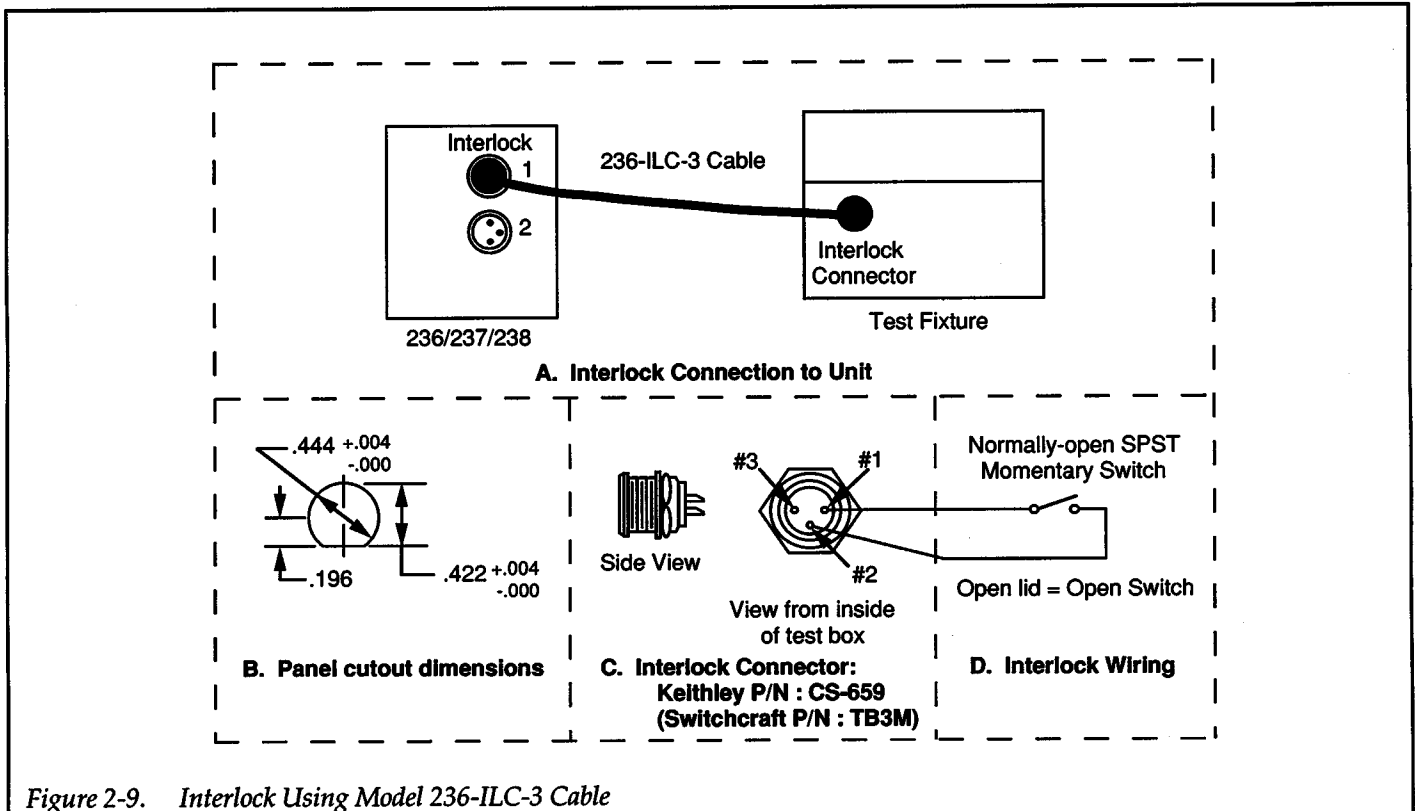 Interlock
1
2
236-ILC-3 Cable
Interlock
Connector
236/237/238
Test Fixture
A. Interlock Connection to Unit
.444 +.004
-.000
.196
.422 +.004
-.000
B. Panel cutout dimensions
Side View
#3
#1
#2
View from inside
of test box
C. Interlock Connector:
Keithley P/N : CS-659
(Switchcraft P/N : TB3M)
Normally-open SPST
Momentary Switch
Open lid = Open Switch
D. Interlock Wiring
Figure 2-9. Interlock Using Model 236-ILC-3 Cable